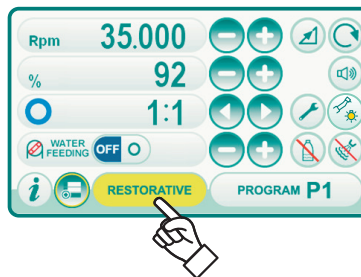 Rpm 35.000
% 92
1:1
WATER FEEDING OFF
i RESTORATIVE PROGRAM P1